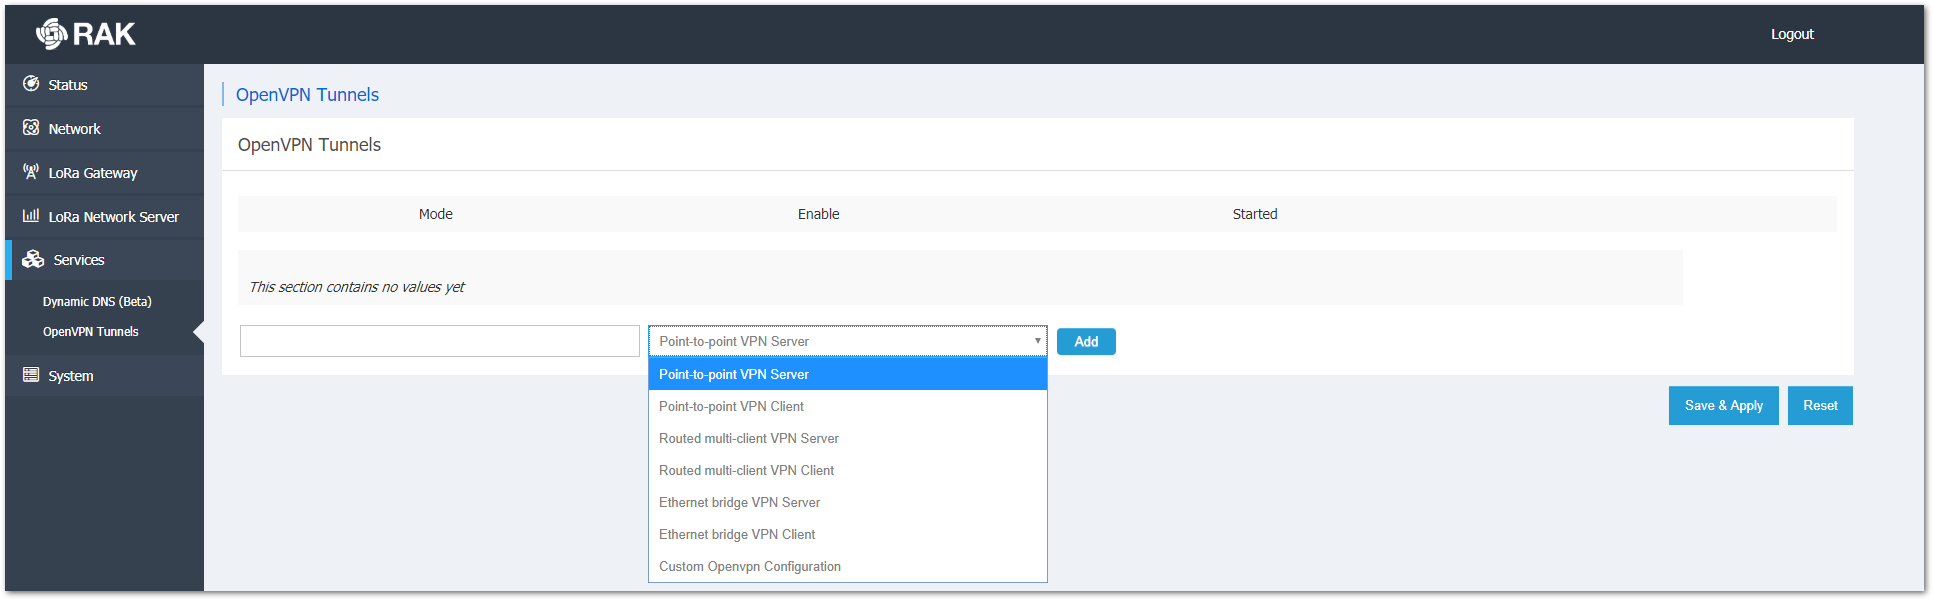 RAK
Logout
Status
Network
LoRa Gateway
LoRa Network Server
Services
Dynamic DNS (Beta)
OpenVPN Tunnels
System
OpenVPN Tunnels
OpenVPN Tunnels
Mode Enable Started
This section contains no values yet
Point-to-point VPN Server Add
Point-to-point VPN Server
Point-to-point VPN Client
Routed multi-client VPN Server
Routed multi-client VPN Client
Ethernet bridge VPN Server
Ethernet bridge VPN Client
Custom Openvpn Configuration
Save & Apply Reset